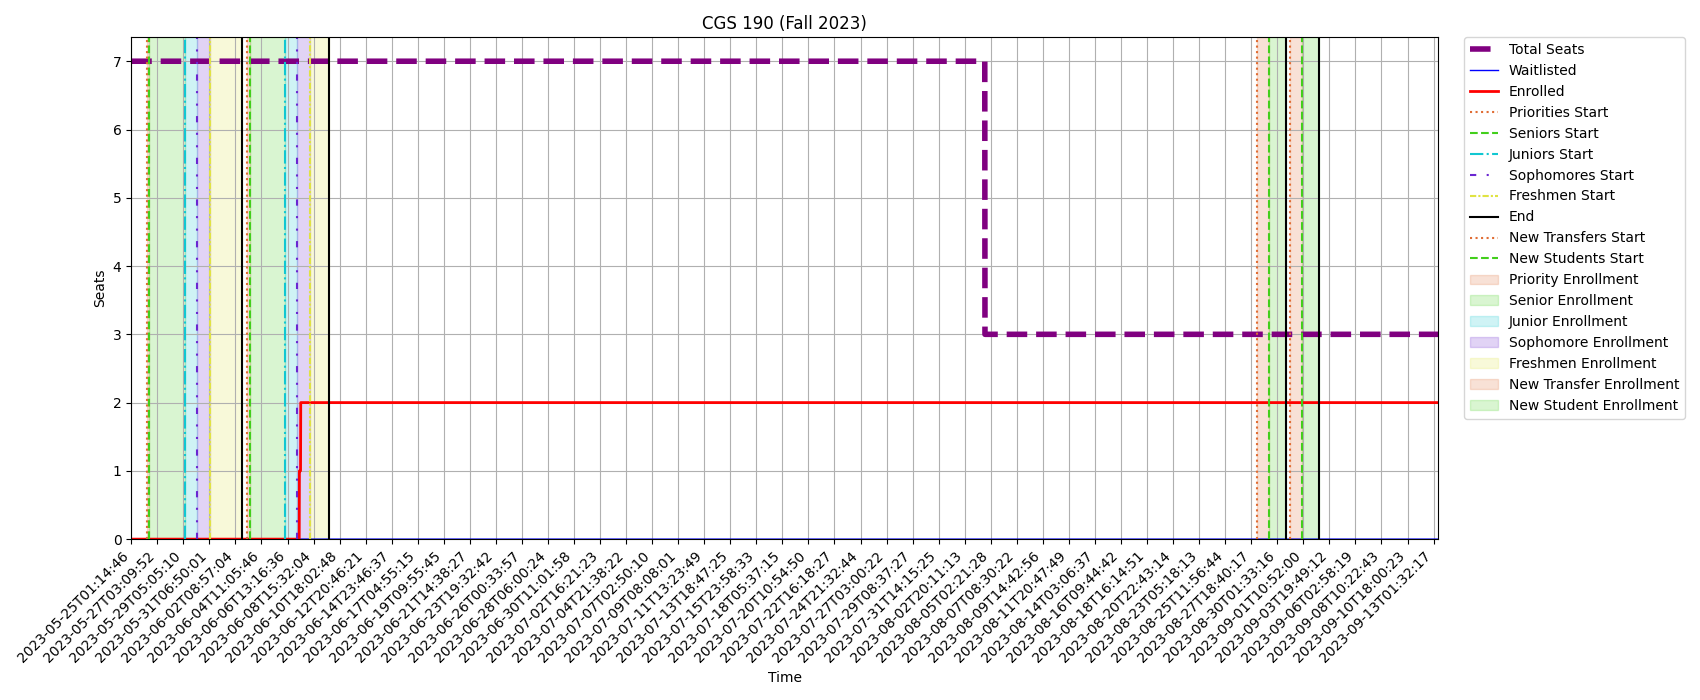 CGS 190 (Fall 2023)
Seats
7
6
5
4
3
2
1
0
2023-05-25T01:14:46
2023-05-27T03:09:52
2023-05-29T05:05:10
2023-05-31T06:50:01
2023-06-02T08:57:04
2023-06-04T11:05:46
2023-06-06T13:16:36
2023-06-08T15:32:04
2023-06-10T18:02:48
2023-06-12T20:46:21
2023-06-14T23:46:37
2023-06-17T04:55:15
2023-06-19T09:55:45
2023-06-21T14:38:27
2023-06-23T19:32:42
2023-06-26T00:33:57
2023-06-28T06:00:24
2023-06-30T11:01:58
2023-07-02T16:21:23
2023-07-04T21:38:22
2023-07-07T02:50:10
2023-07-09T08:08:01
2023-07-11T13:23:49
2023-07-13T18:47:25
2023-07-15T23:58:33
2023-07-18T05:37:15
2023-07-20T10:54:50
2023-07-22T16:18:27
2023-07-24T21:32:44
2023-07-27T03:00:22
2023-07-29T08:37:27
2023-07-31T14:15:25
2023-08-02T20:11:13
2023-08-05T02:21:28
2023-08-07T08:30:22
2023-08-09T14:42:56
2023-08-11T20:47:49
2023-08-14T03:06:37
2023-08-16T09:44:42
2023-08-18T16:14:51
2023-08-20T22:43:14
2023-08-23T05:18:13
2023-08-25T11:56:44
2023-08-27T18:40:17
2023-08-30T01:33:16
2023-09-01T10:52:00
2023-09-03T19:49:12
2023-09-06T02:58:19
2023-09-08T10:22:43
2023-09-10T18:00:23
2023-09-13T01:32:17
Time
Total Seats
Waitlisted
Enrolled
Priorities Start
Seniors Start
Juniors Start
Sophomores Start
Freshmen Start
End
New Transfers Start
New Students Start
Priority Enrollment
Senior Enrollment
Junior Enrollment
Sophomore Enrollment
Freshmen Enrollment
New Transfer Enrollment
New Student Enrollment